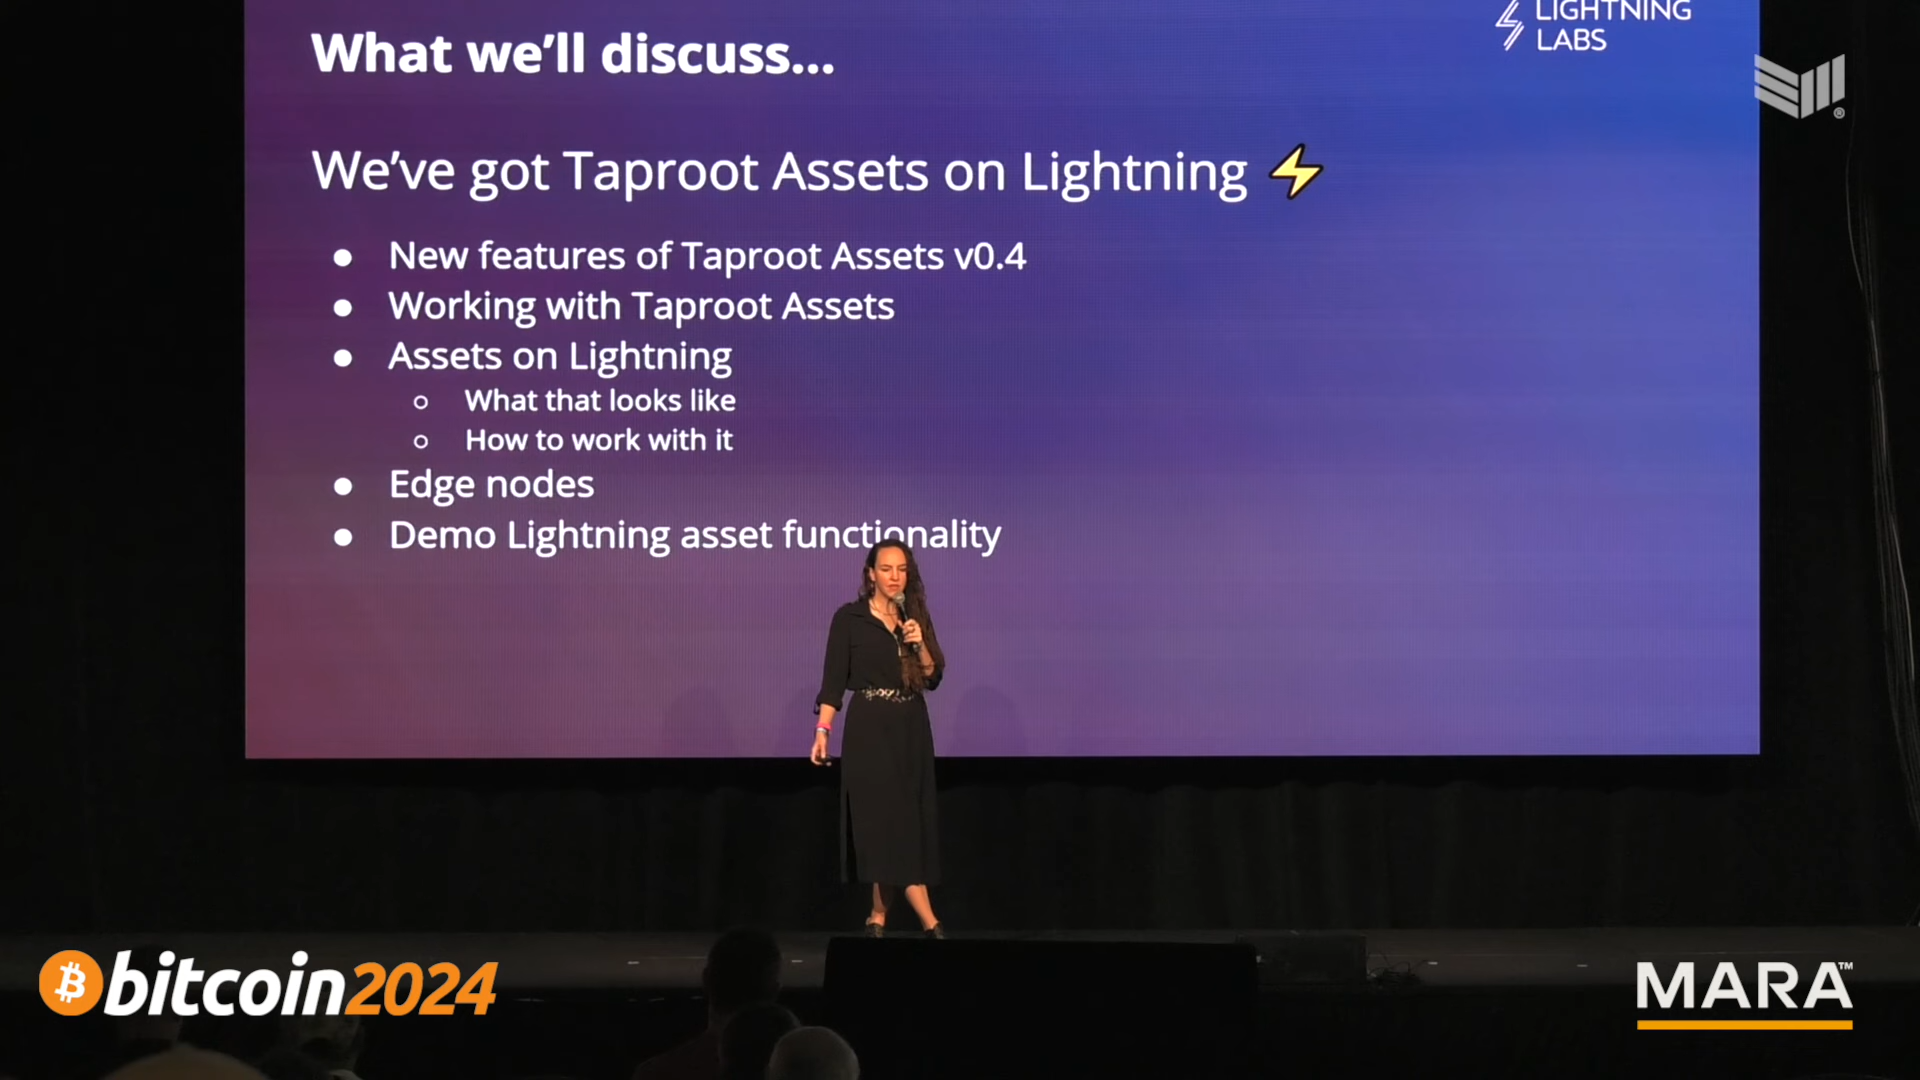 What we'll discuss...
LIGHTNING
LABS
We've got Taproot Assets on Lightning ⚡
● New features of Taproot Assets v0.4
● Working with Taproot Assets
● Assets on Lightning
○ What that looks like
○ How to work with it
● Edge nodes
● Demo Lightning asset functionality
bitcoin2024
MARA™